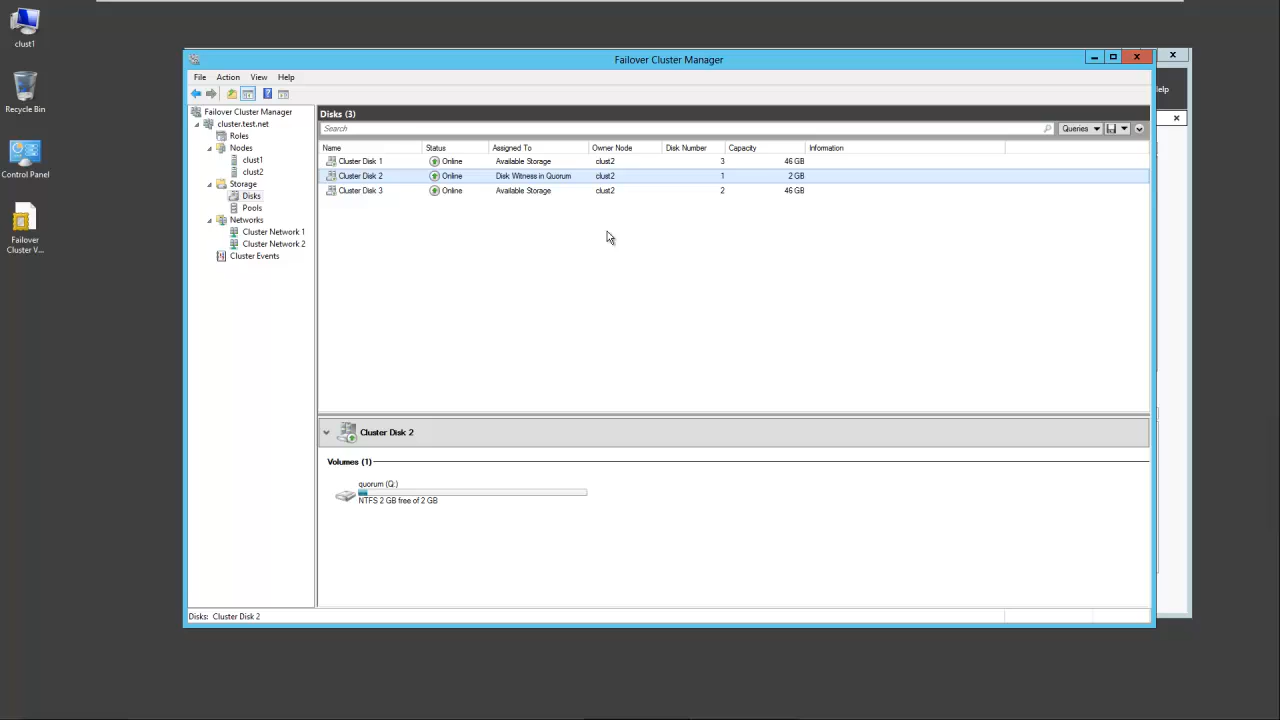 clust1
Recycle Bin
Control Panel
Failover
Cluster V...
Failover Cluster Manager
File Action View Help
Failover Cluster Manager
cluster.test.net
Roles
Nodes
clust1
clust2
Storage
Disks
Pools
Networks
Cluster Network 1
Cluster Network 2
Cluster Events
Disks (3)
Search
Queries
Name Status Assigned To Owner Node Disk Number Capacity Information
Cluster Disk 1 Online Available Storage clust2 3 46 GB
Cluster Disk 2 Online Disk Witness in Quorum clust2 1 2 GB
Cluster Disk 3 Online Available Storage clust2 2 46 GB
Cluster Disk 2
Volumes (1)
quorum (Q:)
NTFS 2 GB free of 2 GB
Disks: Cluster Disk 2